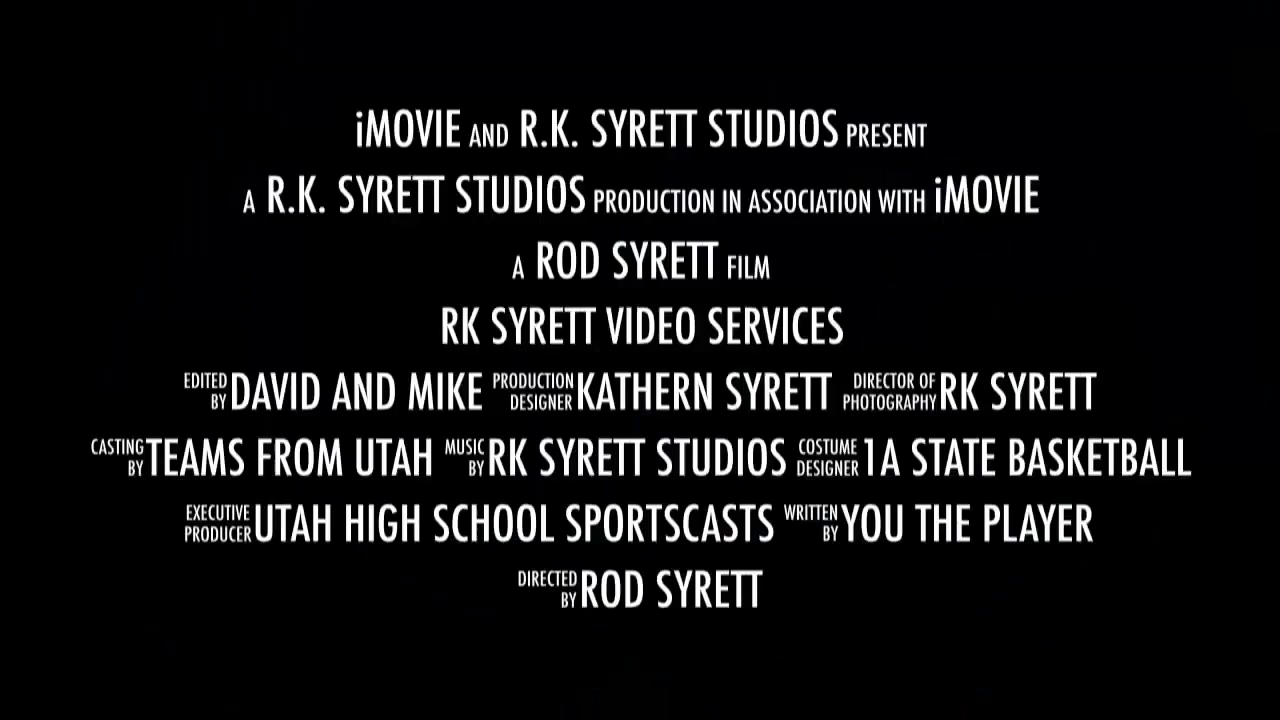 iMOVIE AND R.K. SYRETT STUDIOS PRESENT
A R.K. SYRETT STUDIOS PRODUCTION IN ASSOCIATION WITH iMOVIE
A ROD SYRETT FILM
RK SYRETT VIDEO SERVICES
EDITED BY DAVID AND MIKE PRODUCTION DESIGNER KATHERN SYRETT DIRECTOR OF PHOTOGRAPHY RK SYRETT
CASTING BY TEAMS FROM UTAH MUSIC BY RK SYRETT STUDIOS COSTUME DESIGNER 1A STATE BASKETBALL
EXECUTIVE PRODUCER UTAH HIGH SCHOOL SPORTSCASTS WRITTEN BY YOU THE PLAYER
DIRECTED BY ROD SYRETT